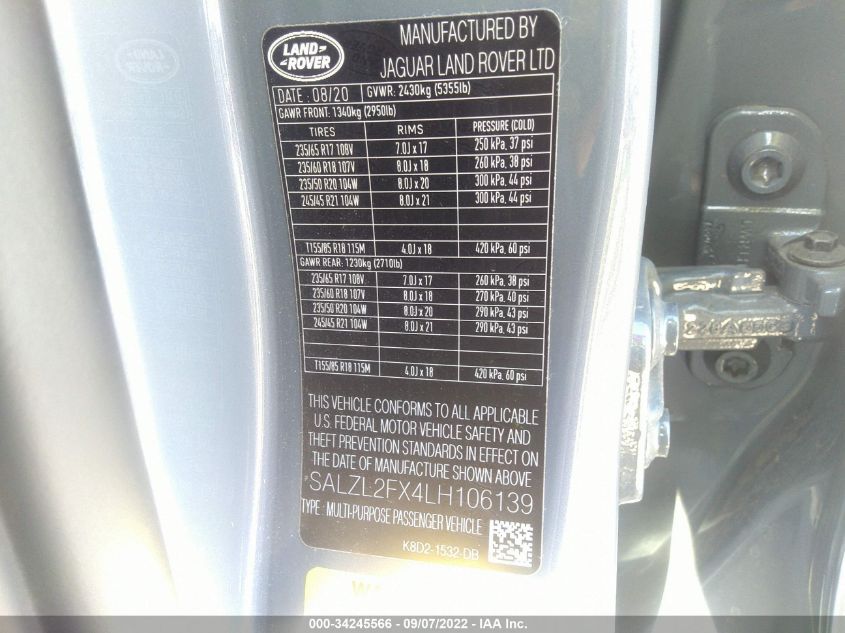 LAND ROVER
MANUFACTURED BY
JAGUAR LAND ROVER LTD
DATE : 08/20 GVWR: 2430kg (5355lb)
GAWR FRONT: 1340kg (2950lb)
TIRES RIMS PRESSURE (COLD)
235/65 R17 108V 7.0J x 17 250 kPa, 37 psi
235/60 R18 107V 8.0J x 18 260 kPa, 38 psi
235/50 R20 104W 8.0J x 20 300 kPa, 44 psi
245/45 R21 104W 8.0J x 21 300 kPa, 44 psi
T155/85 R18 115M 4.0J x 18 420 kPa, 60 psi
GAWR REAR: 1230kg (2710lb)
235/65 R17 108V 7.0J x 17 260 kPa, 38 psi
235/60 R18 107V 8.0J x 18 270 kPa, 40 psi
235/50 R20 104W 8.0J x 20 290 kPa, 43 psi
245/45 R21 104W 8.0J x 21 290 kPa, 43 psi
T155/85 R18 115M 4.0J x 18 420 kPa, 60 psi
THIS VEHICLE CONFORMS TO ALL APPLICABLE
U.S. FEDERAL MOTOR VEHICLE SAFETY AND
THEFT PREVENTION STANDARDS IN EFFECT ON
THE DATE OF MANUFACTURE SHOWN ABOVE
SALZL2FX4LH106139
TYPE : MULTI-PURPOSE PASSENGER VEHICLE
K8D2-1532-DB
000-34245566 - 09/07/2022 - IAA Inc.